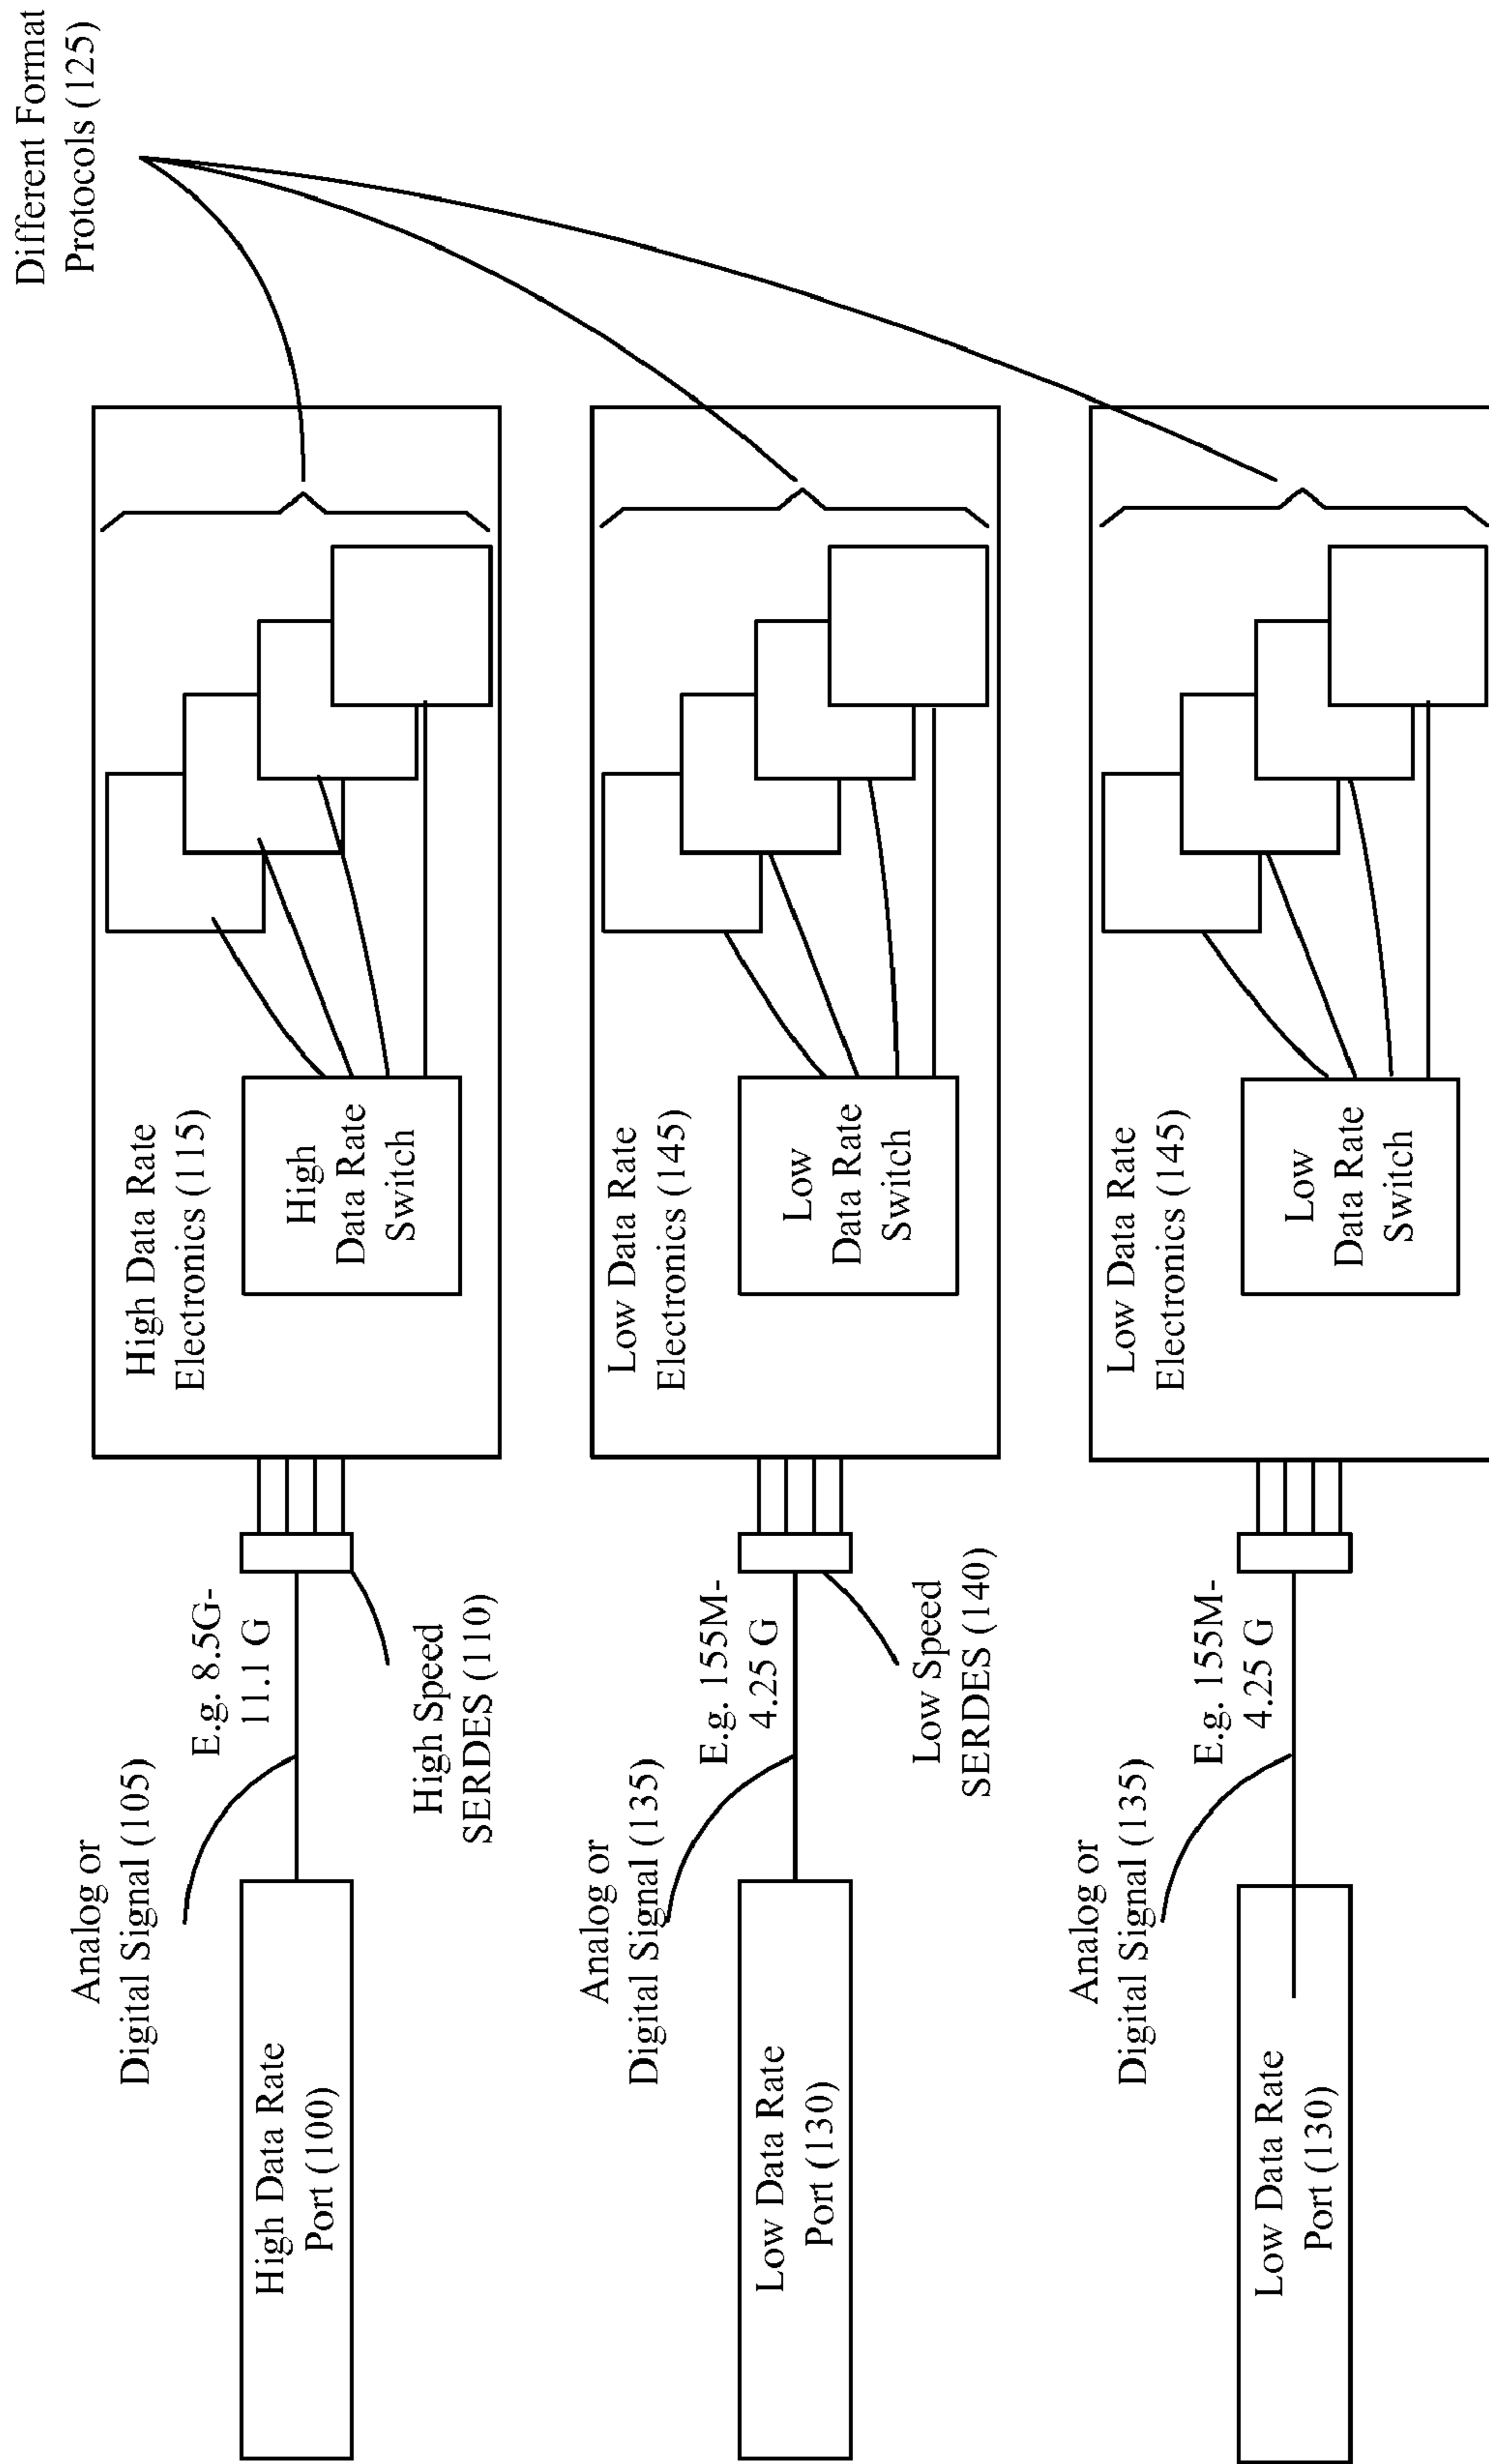 Different Format
Protocols (125)
High Data Rate
Electronics (115)
High
Data Rate
Switch
E.g. 8.5G-
11.1 G
High Speed
SERDES (110)
Analog or
Digital Signal (105)
High Data Rate
Port (100)
Low Data Rate
Electronics (145)
Low
Data Rate
Switch
E.g. 155M-
4.25 G
Low Speed
SERDES (140)
Analog or
Digital Signal (135)
Low Data Rate
Port (130)
Low Data Rate
Electronics (145)
Low
Data Rate
Switch
E.g. 155M-
4.25 G
Analog or
Digital Signal (135)
Low Data Rate
Port (130)